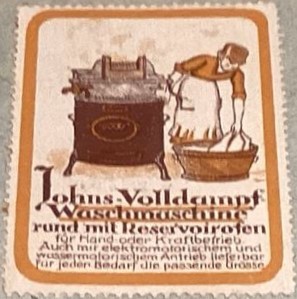 Johns-Volldampf
Waschmaschine
rund mit Reservoirofen
für Hand oder Kraftbetrieb
Auch mir elektromotorischem und
wassermotorischem Antrieb lieferbar
für jeden Bedarf die passende Grösse